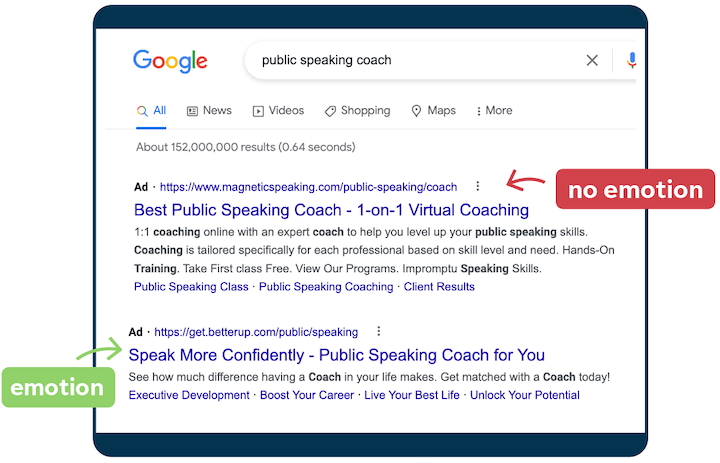 Google
public speaking coach
All News Videos Shopping Maps More
About 152,000,000 results (0.64 seconds)
Ad · https://www.magneticspeaking.com/public-speaking/coach
no emotion
Best Public Speaking Coach - 1-on-1 Virtual Coaching
1:1 coaching online with an expert coach to help you level up your public speaking skills.
Coaching is tailored specifically for each professional based on skill level and need. Hands-On
Training. Take First class Free. View Our Programs. Impromptu Speaking Skills.
Public Speaking Class · Public Speaking Coaching · Client Results
Ad · https://get.betterup.com/public/speaking
Speak More Confidently - Public Speaking Coach for You
emotion
See how much difference having a Coach in your life makes. Get matched with a Coach today!
Executive Development · Boost Your Career · Live Your Best Life · Unlock Your Potential